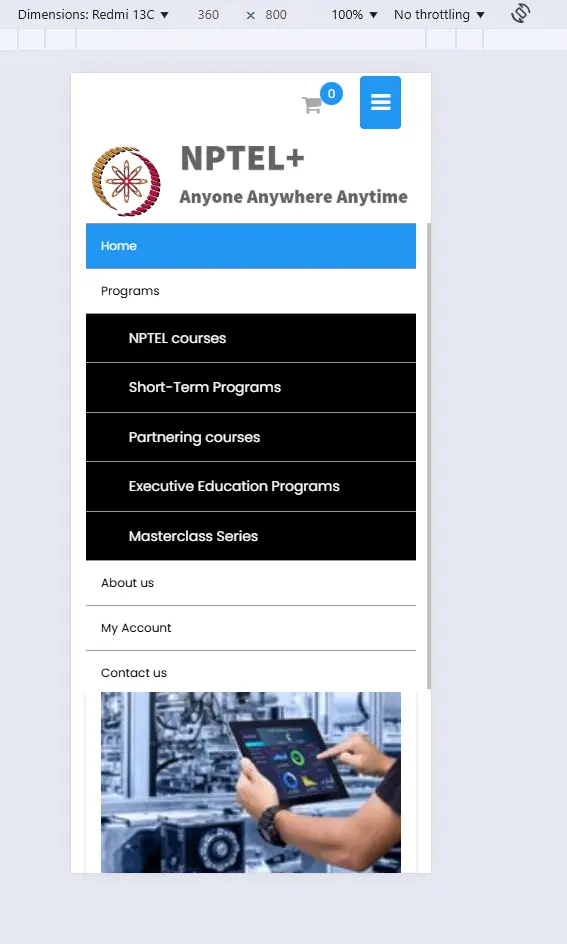 Dimensions: Redmi 13C ▼ 360 × 800 100% ▼ No throttling ▼
0
NPTEL+
Anyone Anywhere Anytime
Home
Programs
NPTEL courses
Short-Term Programs
Partnering courses
Executive Education Programs
Masterclass Series
About us
My Account
Contact us